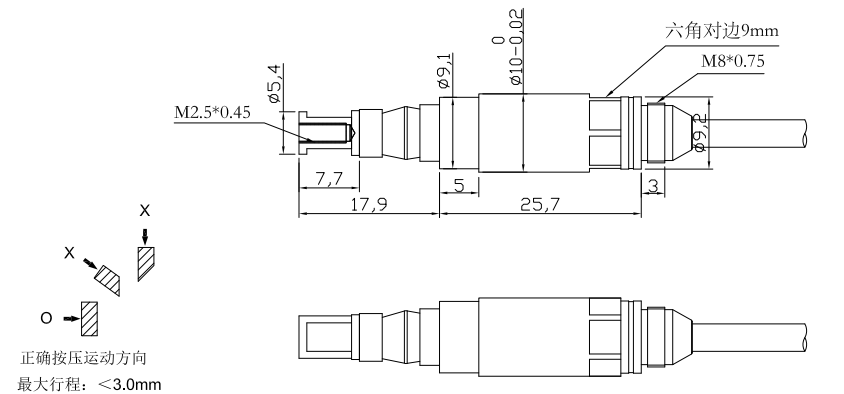 六角对边9mm
M8*0.75
0
ø10-0,02
ø9,1
ø5,4
M2.5*0.45
ø9,2
7,7
5
3
17,9
25,7
X
X
O
正确按压运动方向
最大行程：＜3.0mm